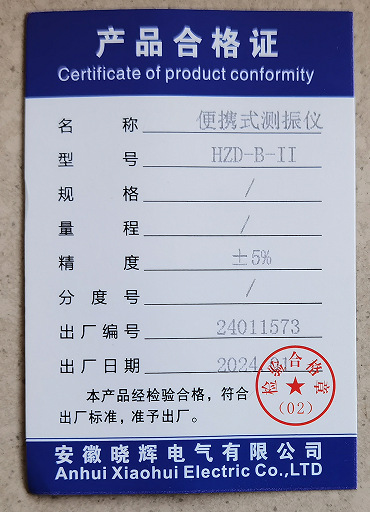 产品合格证
Certificate of product conformity
名称 便携式测振仪
型号 HZD-B-II
规格 /
量程 /
精度 ±5%
分度号 /
出厂编号 24011573
出厂日期 2024.01
检验合格章
(02)
本产品经检验合格，符合
出厂标准，准予出厂。
安徽晓辉电气有限公司
Anhui Xiaohui Electric Co.,LTD